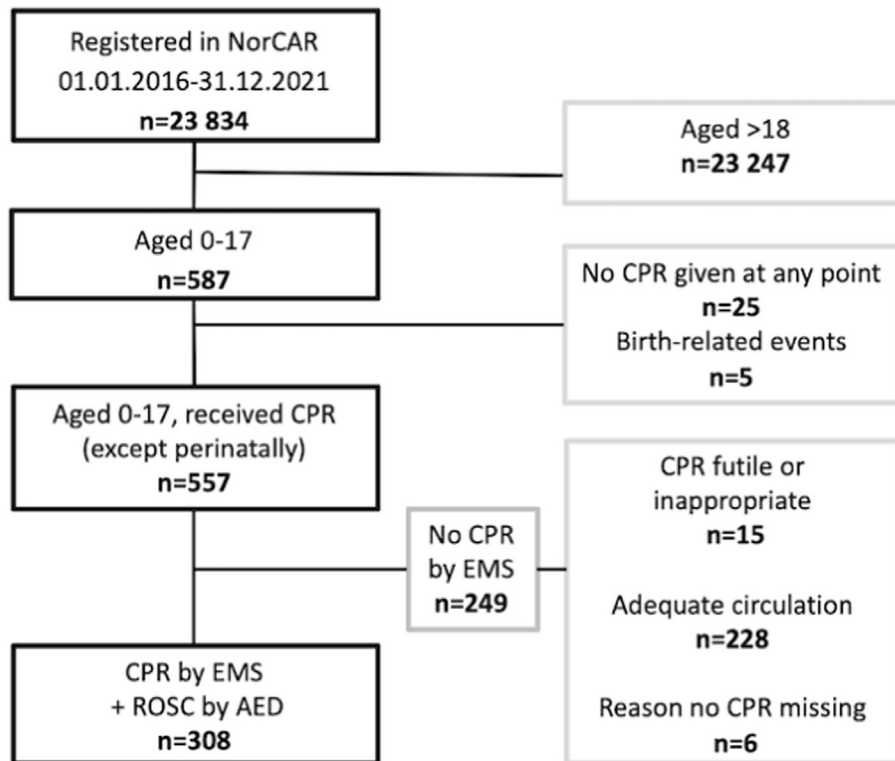 Registered in NorCAR
01.01.2016-31.12.2021
n=23 834
Aged >18
n=23 247
Aged 0-17
n=587
No CPR given at any point
n=25
Birth-related events
n=5
Aged 0-17, received CPR
(except perinatally)
n=557
No CPR
by EMS
n=249
CPR futile or
inappropriate
n=15
Adequate circulation
n=228
Reason no CPR missing
n=6
CPR by EMS
+ ROSC by AED
n=308